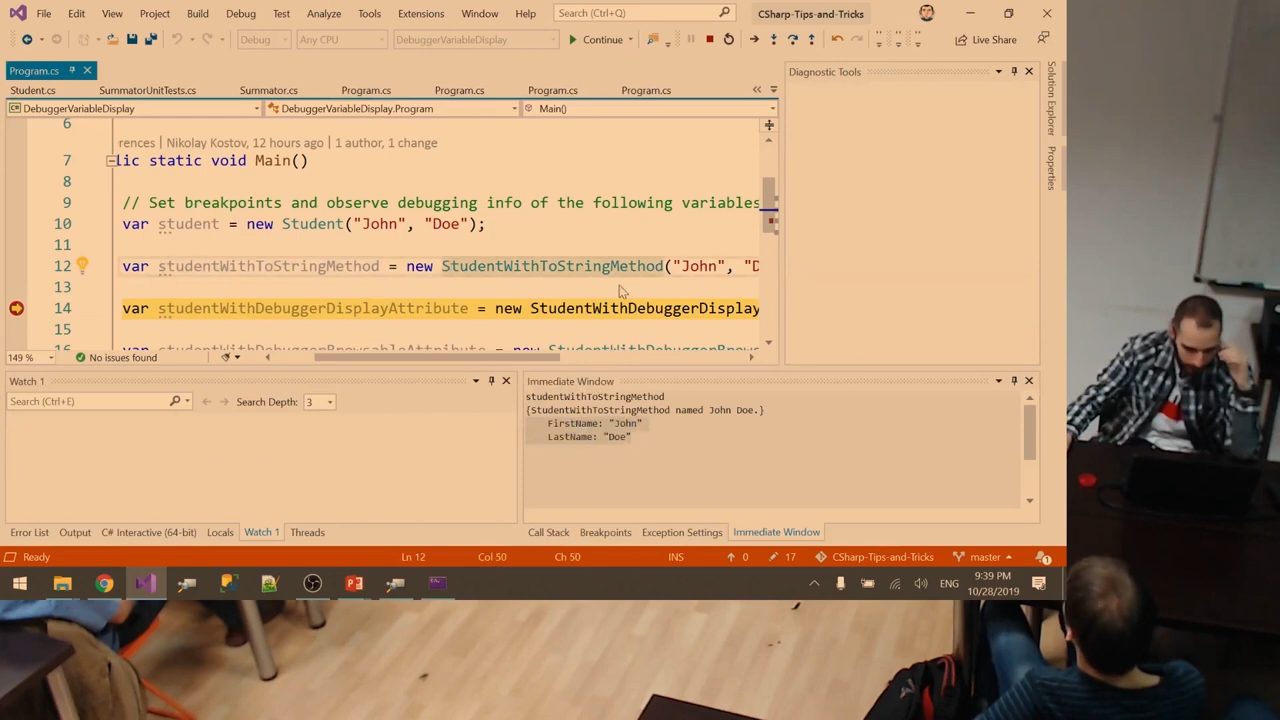 File Edit View Project Build Debug Test Analyze Tools Extensions Window Help Search (Ctrl+Q) CSharp-Tips-and-Tricks
Debug Any CPU DebuggerVariableDisplay Continue Live Share
Program.cs
Student.cs SummatorUnitTests.cs Summator.cs Program.cs Program.cs Program.cs Program.cs
DebuggerVariableDisplay DebuggerVariableDisplay.Program Main()
6
rences | Nikolay Kostov, 12 hours ago | 1 author, 1 change
7 lic static void Main()
8
9 // Set breakpoints and observe debugging info of the following variables
10 var student = new Student("John", "Doe");
11
12 var studentWithToStringMethod = new StudentWithToStringMethod("John", "D
13
14 var studentWithDebuggerDisplayAttribute = new StudentWithDebuggerDisplay
15
16 var studentWithDebuggerBrowsableAttribute = new StudentWithDebuggerBrows
149 % No issues found
Diagnostic Tools
Solution Explorer
Properties
Watch 1
Search (Ctrl+E) Search Depth: 3
Immediate Window
studentWithToStringMethod
{StudentWithToStringMethod named John Doe.}
FirstName: "John"
LastName: "Doe"
Error List Output C# Interactive (64-bit) Locals Watch 1 Threads
Call Stack Breakpoints Exception Settings Immediate Window
Ready Ln 12 Col 50 Ch 50 INS 0 17 CSharp-Tips-and-Tricks master 1
ENG 9:39 PM
10/28/2019